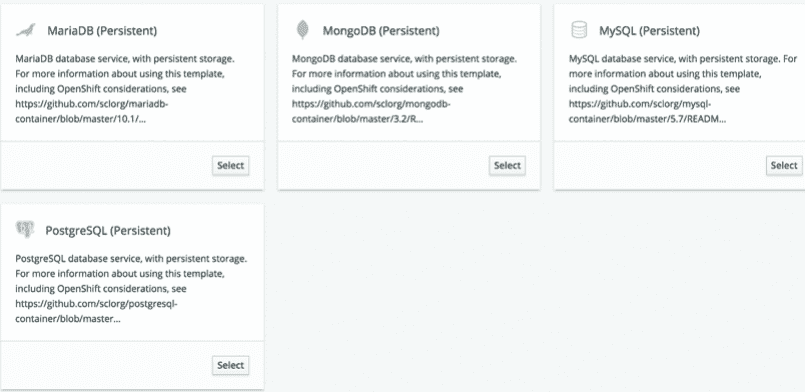 MariaDB (Persistent)
MariaDB database service, with persistent storage.
For more information about using this template,
including OpenShift considerations, see
https://github.com/sclorg/mariadb-
container/blob/master/10.1/...
Select
MongoDB (Persistent)
MongoDB database service, with persistent storage.
For more information about using this template,
including OpenShift considerations, see
https://github.com/sclorg/mongodb-
container/blob/master/3.2/R...
Select
MySQL (Persistent)
MySQL database service, with persistent storage. For
more information about using this template,
including OpenShift considerations, see
https://github.com/sclorg/mysql-
container/blob/master/5.7/READM...
Select
PostgreSQL (Persistent)
PostgreSQL database service, with persistent storage.
For more information about using this template,
including OpenShift considerations, see
https://github.com/sclorg/postgresql-
container/blob/master...
Select